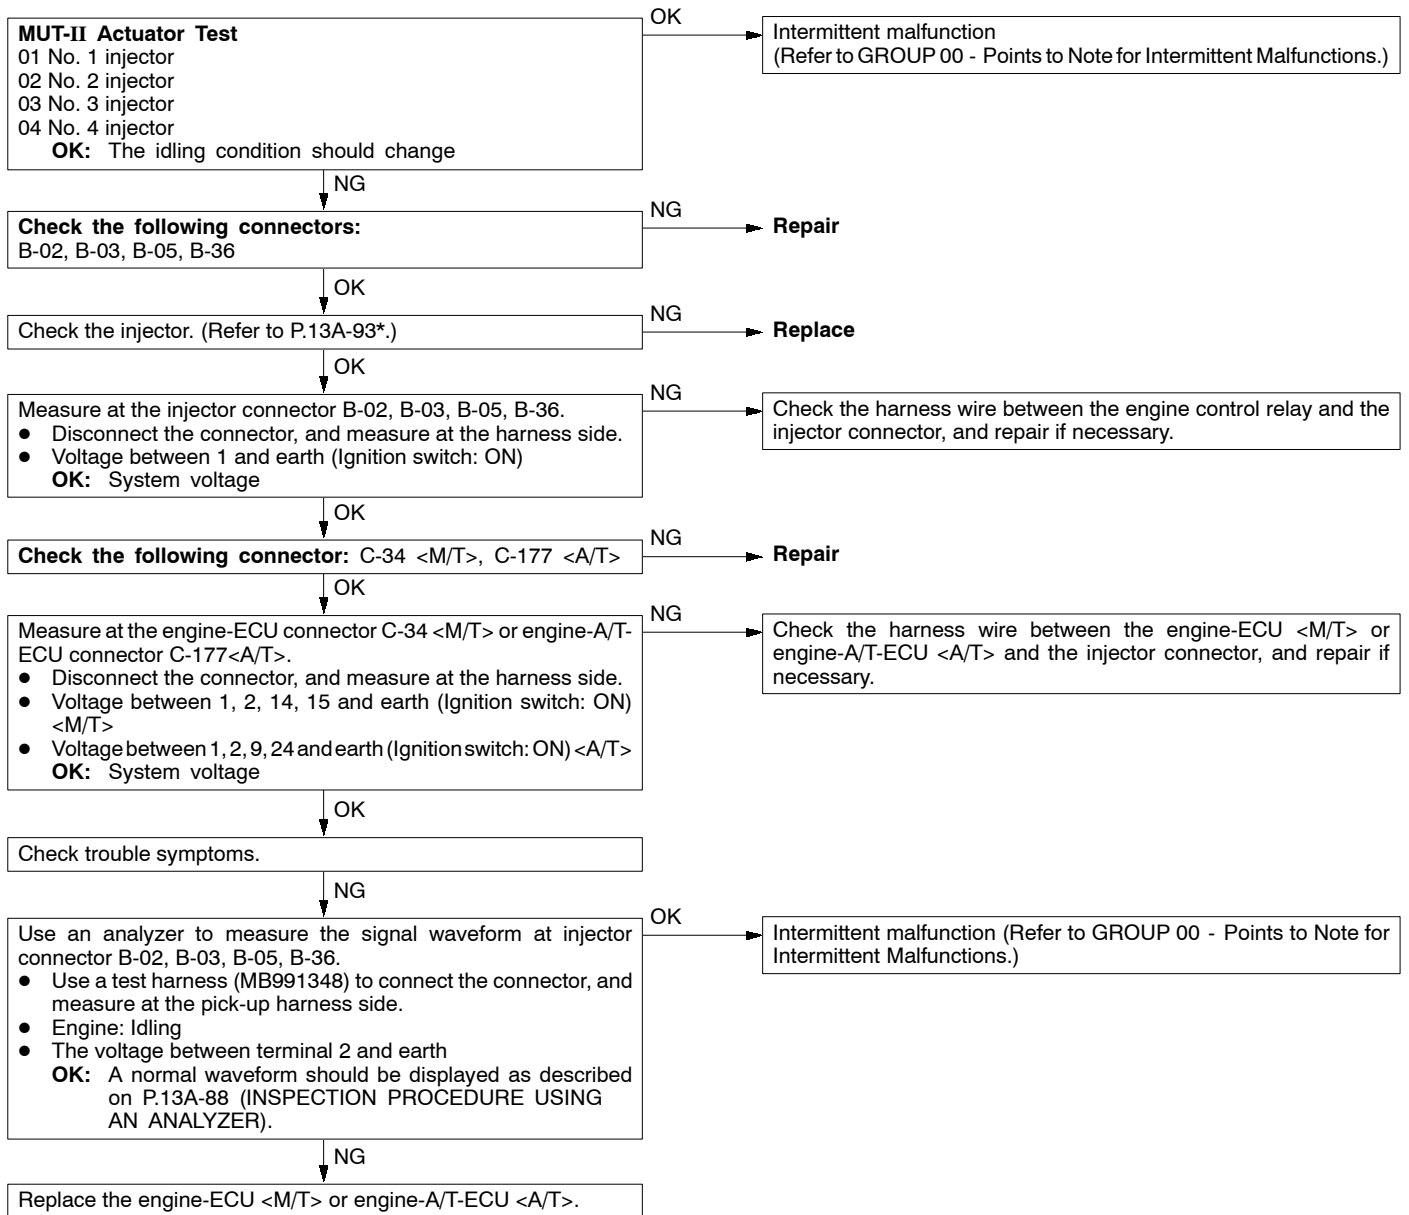 MUT-II Actuator Test
01 No. 1 injector
02 No. 2 injector
03 No. 3 injector
04 No. 4 injector
OK: The idling condition should change
OK
Intermittent malfunction
(Refer to GROUP 00 - Points to Note for Intermittent Malfunctions.)
NG
Check the following connectors:
B-02, B-03, B-05, B-36
NG
Repair
OK
Check the injector. (Refer to P.13A-93*.)
NG
Replace
OK
Measure at the injector connector B-02, B-03, B-05, B-36.
● Disconnect the connector, and measure at the harness side.
● Voltage between 1 and earth (Ignition switch: ON)
OK: System voltage
NG
Check the harness wire between the engine control relay and the
injector connector, and repair if necessary.
OK
Check the following connector: C-34 <M/T>, C-177 <A/T>
NG
Repair
OK
Measure at the engine-ECU connector C-34 <M/T> or engine-A/T-
ECU connector C-177<A/T>.
● Disconnect the connector, and measure at the harness side.
● Voltage between 1, 2, 14, 15 and earth (Ignition switch: ON)
<M/T>
● Voltage between 1, 2, 9, 24 and earth (Ignition switch: ON) <A/T>
OK: System voltage
NG
Check the harness wire between the engine-ECU <M/T> or
engine-A/T-ECU <A/T> and the injector connector, and repair if
necessary.
OK
Check trouble symptoms.
NG
Use an analyzer to measure the signal waveform at injector
connector B-02, B-03, B-05, B-36.
● Use a test harness (MB991348) to connect the connector, and
measure at the pick-up harness side.
● Engine: Idling
● The voltage between terminal 2 and earth
OK: A normal waveform should be displayed as described
on P.13A-88 (INSPECTION PROCEDURE USING
AN ANALYZER).
OK
Intermittent malfunction (Refer to GROUP 00 - Points to Note for
Intermittent Malfunctions.)
NG
Replace the engine-ECU <M/T> or engine-A/T-ECU <A/T>.